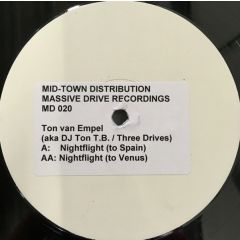 MID-TOWN DISTRIBUTION
MASSIVE DRIVE RECORDINGS
MD 020
Ton van Empel
(aka DJ Ton T.B. / Three Drives)
A: Nightflight (to Spain)
AA: Nightflight (to Venus)